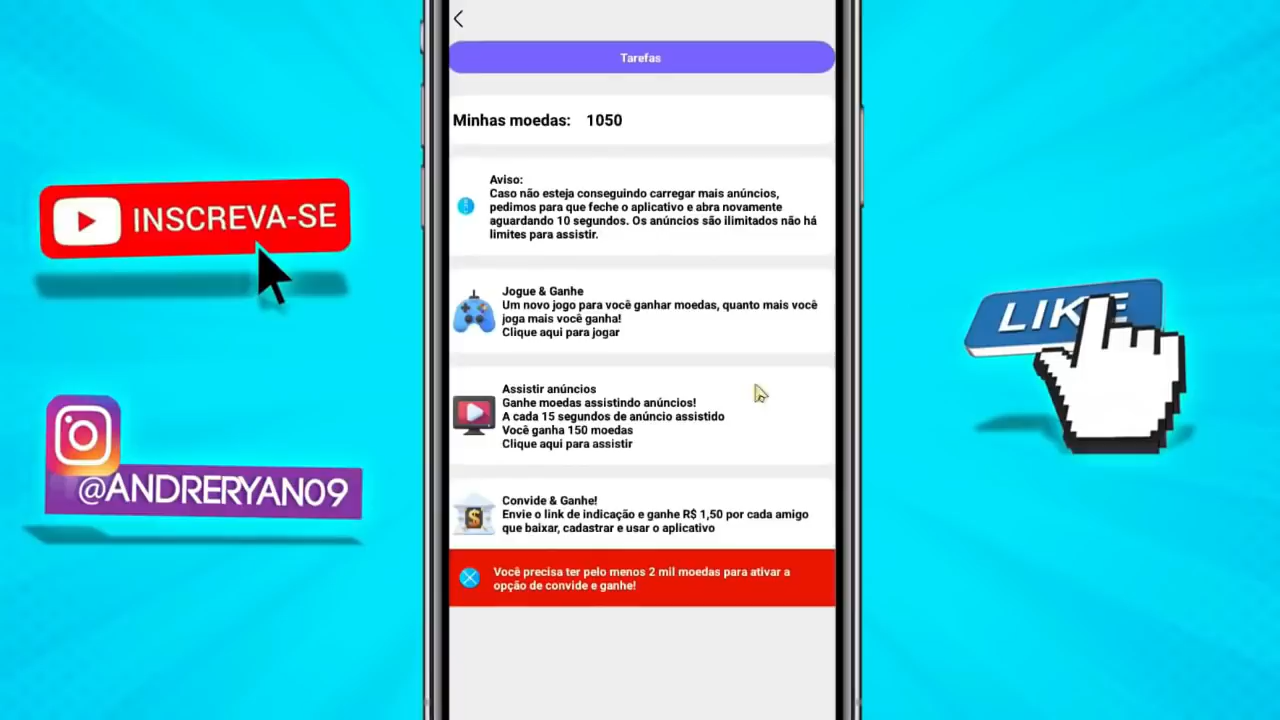 Tarefas
Minhas moedas: 1050
Aviso:
Caso não esteja conseguindo carregar mais anúncios,
pedimos para que feche o aplicativo e abra novamente
aguardando 10 segundos. Os anúncios são ilimitados não há
limites para assistir.
Jogue & Ganhe
Um novo jogo para você ganhar moedas, quanto mais você
joga mais você ganha!
Clique aqui para jogar
Assistir anúncios
Ganhe moedas assistindo anúncios!
A cada 15 segundos de anúncio assistido
Você ganha 150 moedas
Clique aqui para assistir
Convide & Ganhe!
Envie o link de indicação e ganhe R$ 1,50 por cada amigo
que baixar, cadastrar e usar o aplicativo
Você precisa ter pelo menos 2 mil moedas para ativar a
opção de convide e ganhe!
INSCREVA-SE
@ANDRERYAN09
LIKE